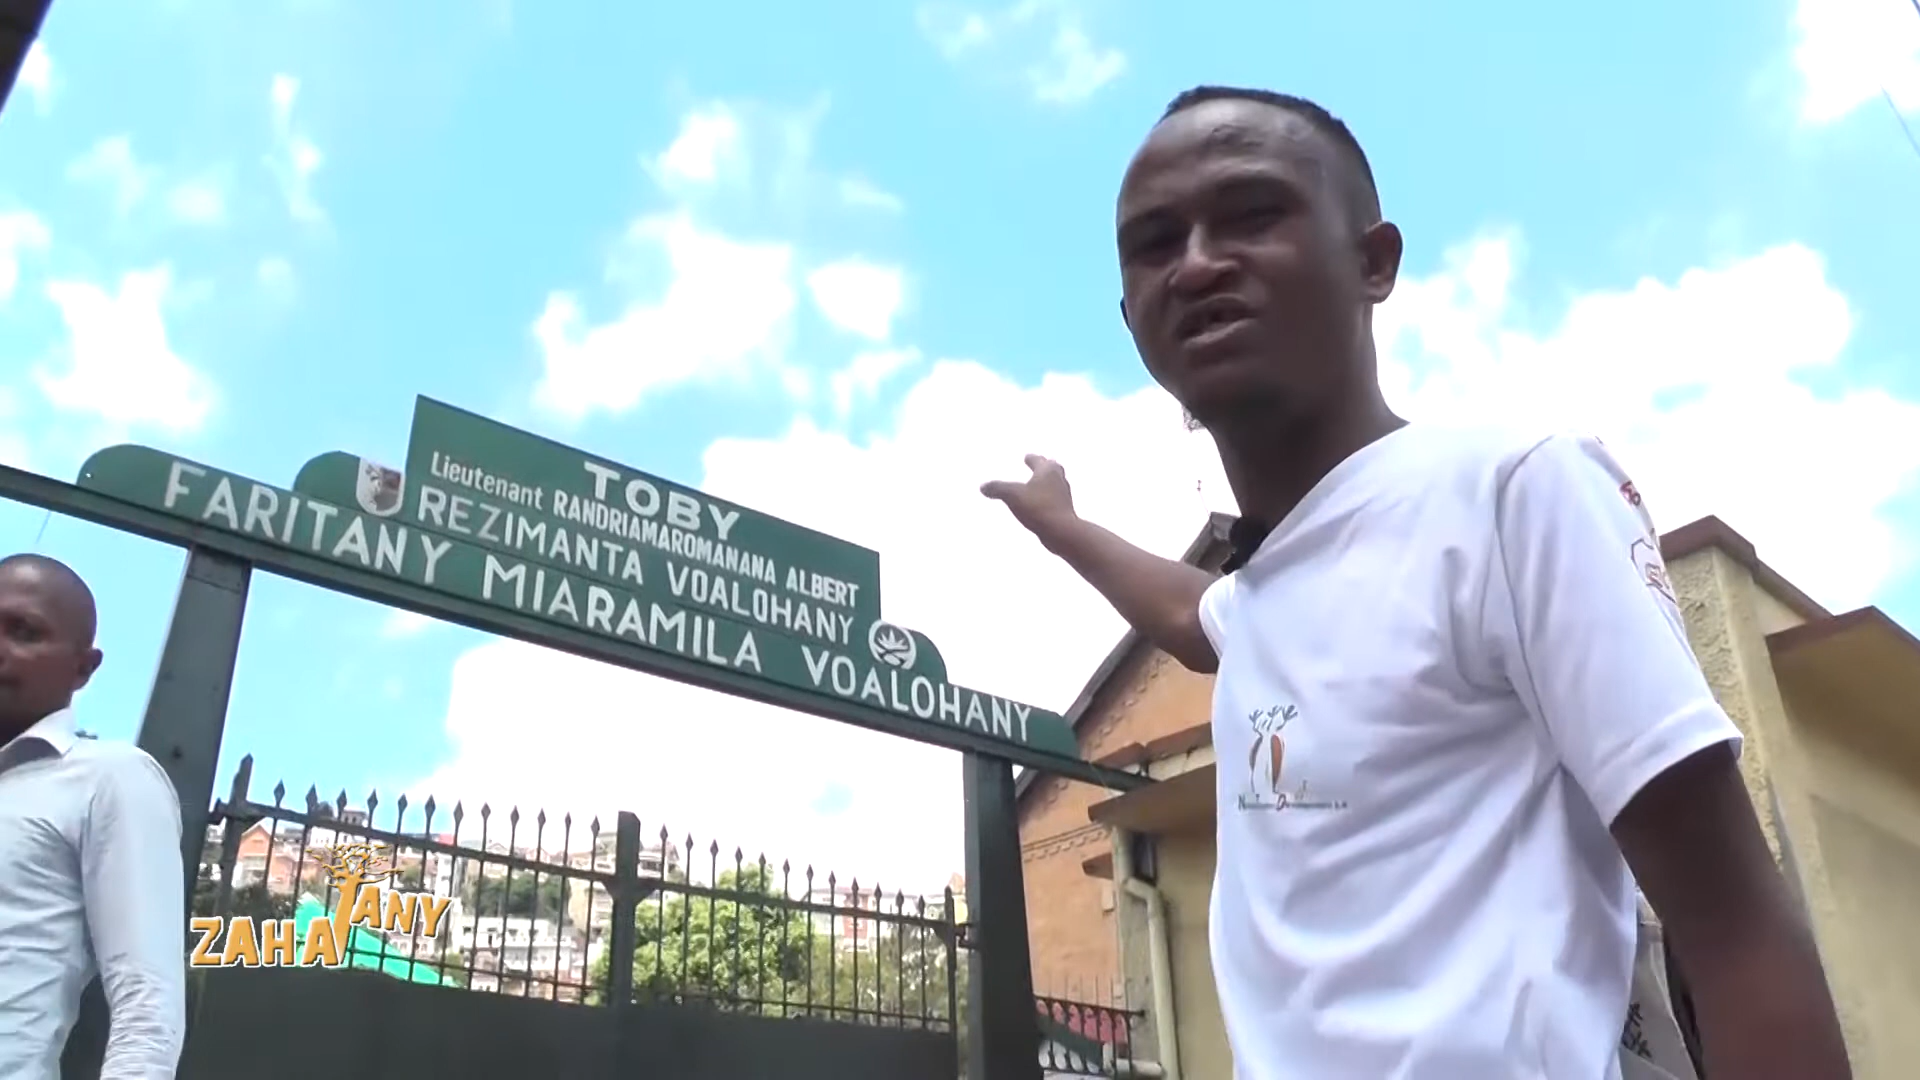 TOBY
Lieutenant RANDRIAMAROMANANA ALBERT
REZIMANTA VOALOHANY
FARITANY MIARAMILA VOALOHANY
ZAHATANY